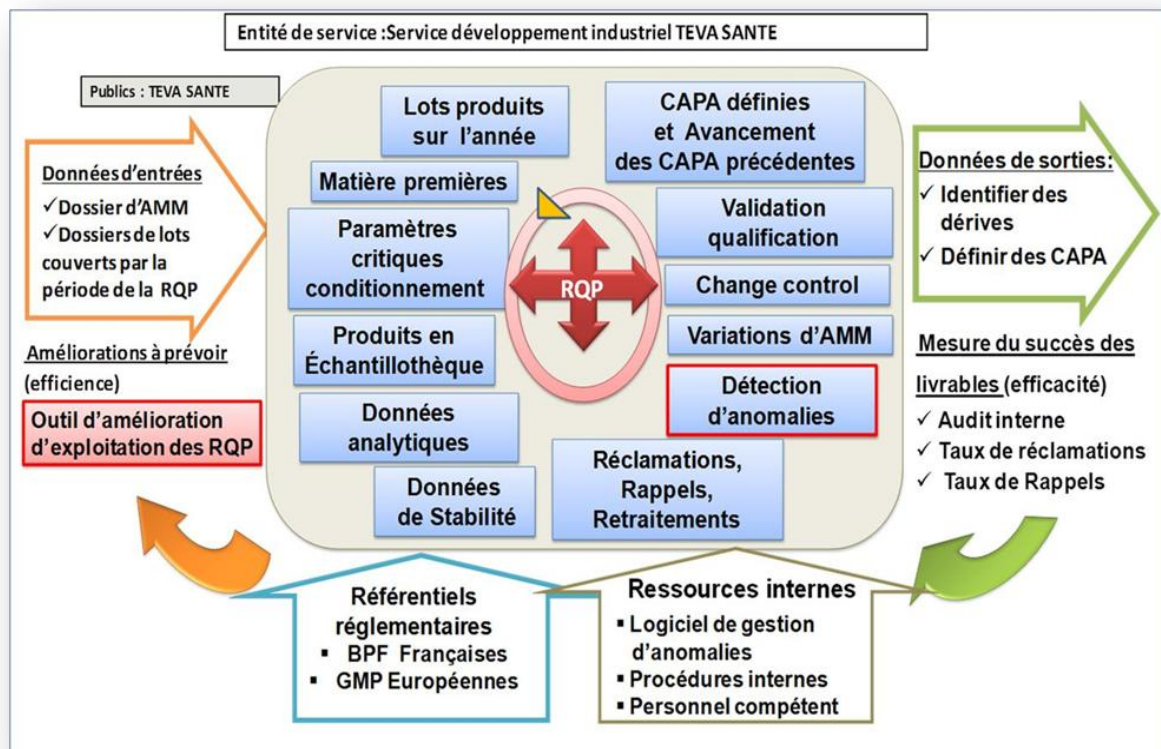 Entité de service :Service développement industriel TEVA SANTE
Publics : TEVA SANTE
Données d'entrées
✓Dossier d'AMM
✓Dossiers de lots
couverts par la
période de la RQP
Améliorations à prévoir
(efficience)
Outil d'amélioration
d'exploitation des RQP
Lots produits
sur l'année
Matière premières
Paramètres
critiques
conditionnement
Produits en
Échantillothèque
Données
analytiques
Données
de Stabilité
RQP
CAPA définies
et Avancement
des CAPA précédentes
Validation
qualification
Change control
Variations d'AMM
Détection
d'anomalies
Réclamations,
Rappels,
Retraitements
Données de sorties:
✓ Identifier des
dérives
✓ Définir des CAPA
Mesure du succès des
livrables (efficacité)
✓ Audit interne
✓ Taux de réclamations
✓ Taux de Rappels
Référentiels
réglementaires
▪ BPF Françaises
▪ GMP Européennes
Ressources internes
▪ Logiciel de gestion
d'anomalies
▪ Procédures internes
▪ Personnel compétent